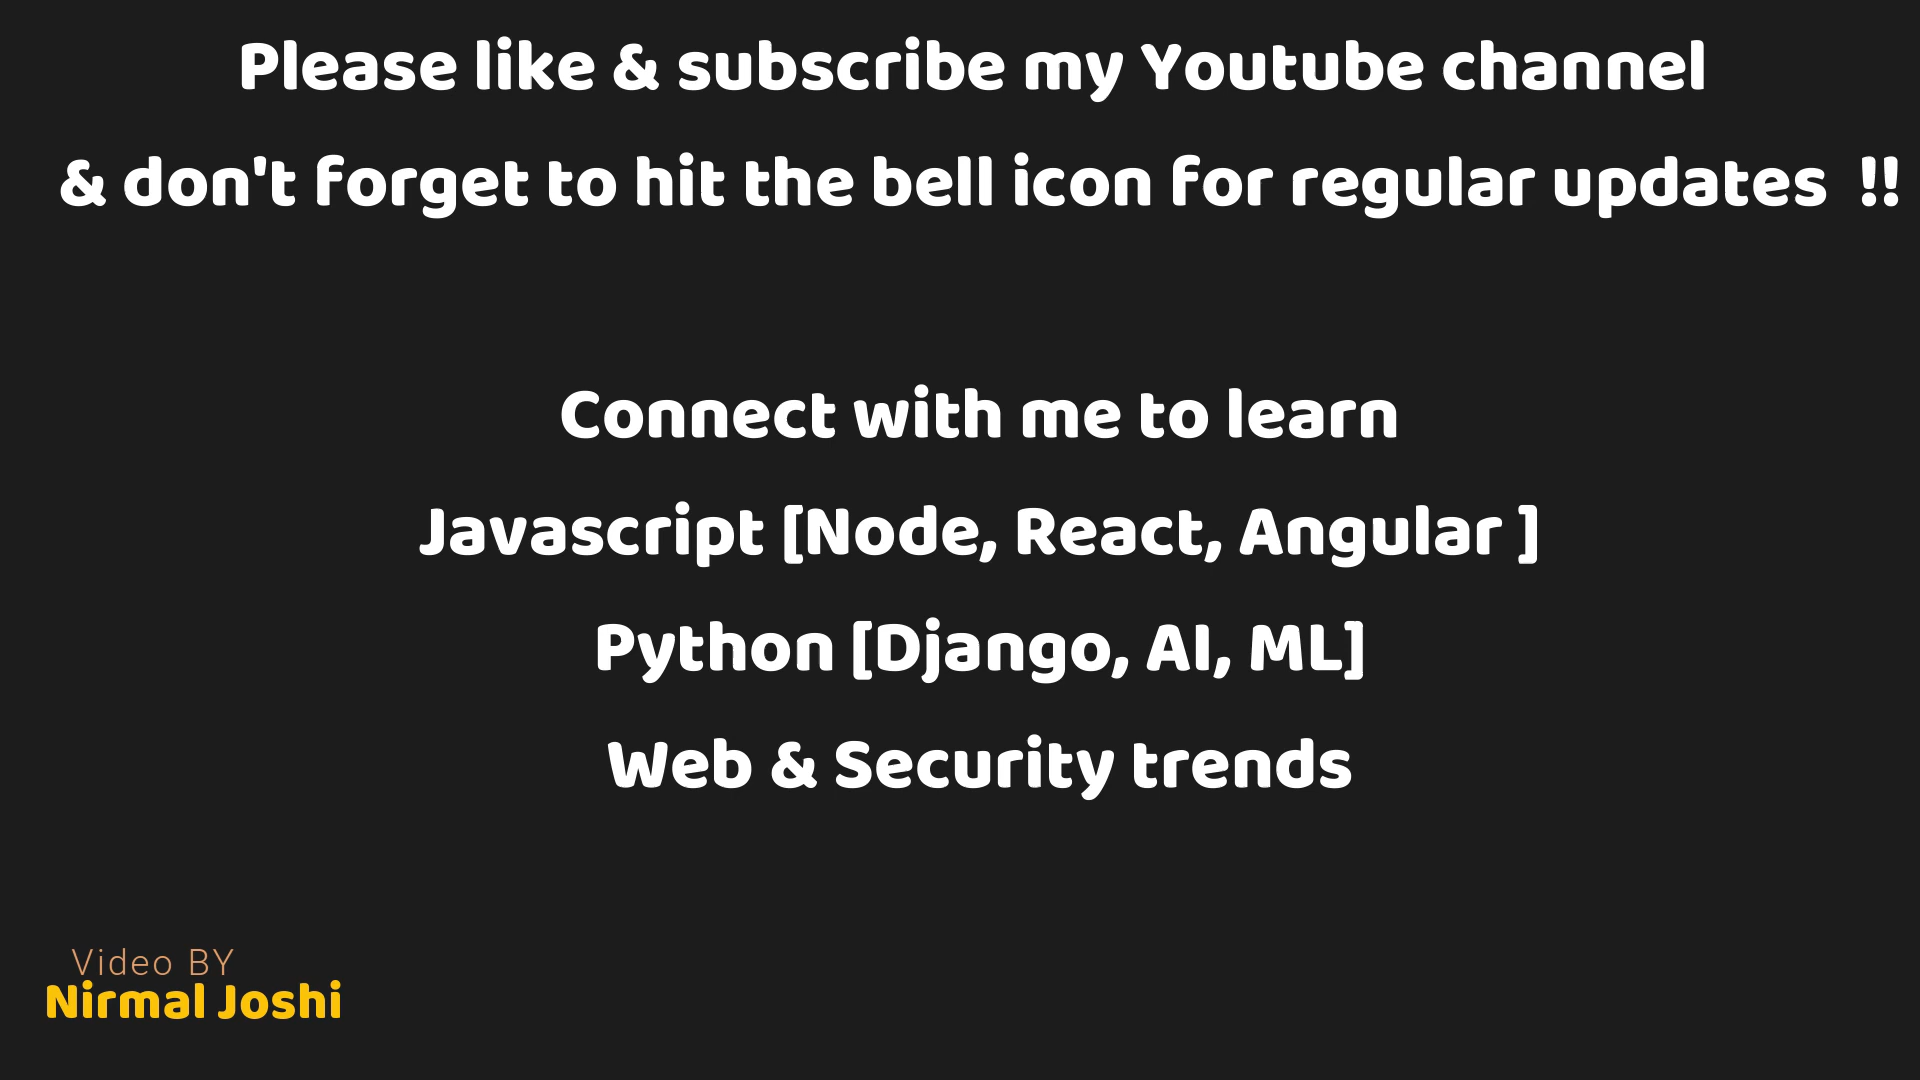 Please like & subscribe my Youtube channel
& don't forget to hit the bell icon for regular updates  !!
Connect with me to learn
Javascript [Node, React, Angular ]
Python [Django, AI, ML]
Web & Security trends
Video BY
Nirmal Joshi